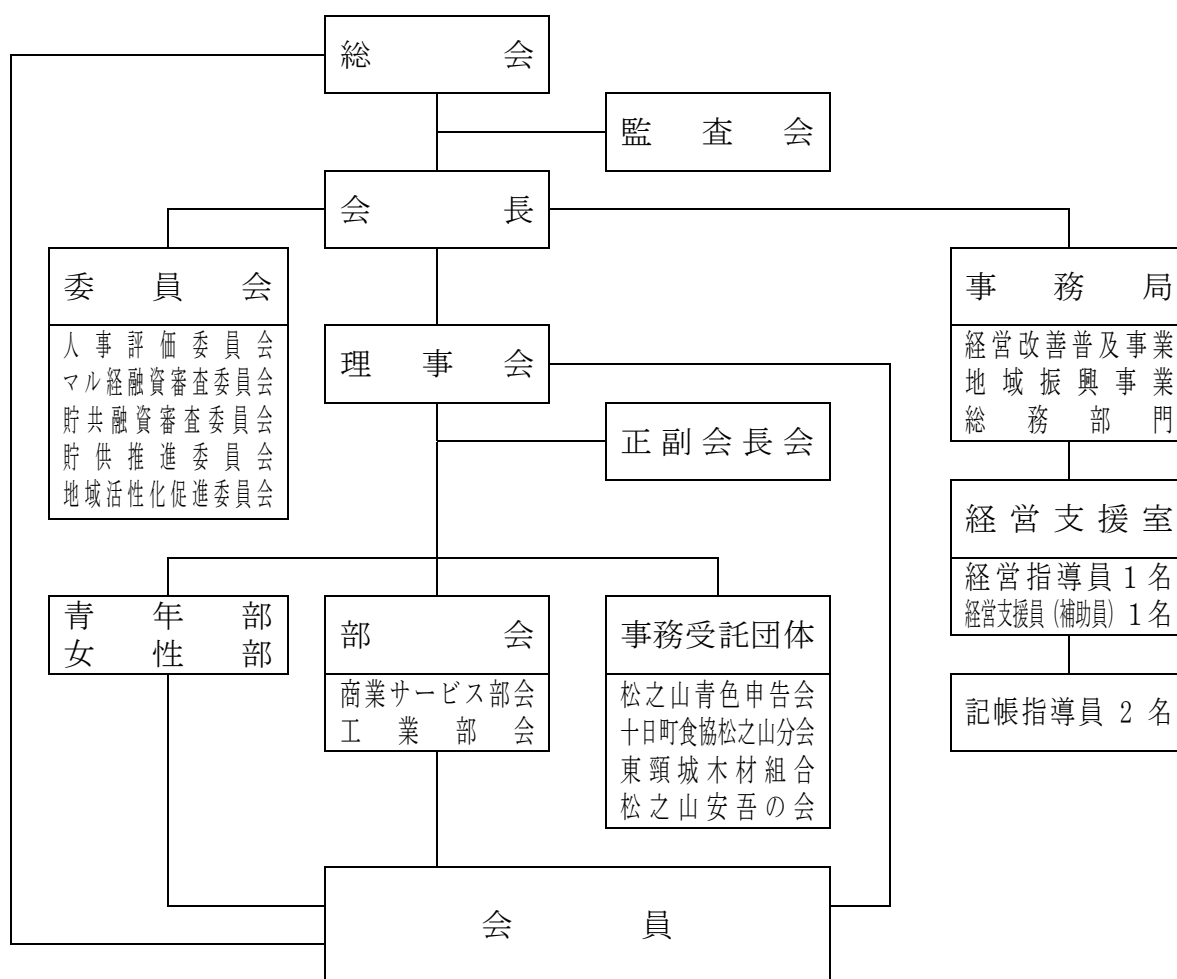 総会
監査会
会長
委員会
人事評価委員会
マル経融資審査委員会
貯共融資審査委員会
貯供推進委員会
地域活性化促進委員会
理事会
正副会長会
事務局
経営改善普及事業
地域振興事業
総務部門
経営支援室
経営指導員1名
経営支援員(補助員)1名
記帳指導員2名
青年部
女性部
部会
商業サービス部会
工業部会
事務受託団体
松之山青色申告会
十日町食協松之山分会
東頸城木材組合
松之山安吾の会
会員